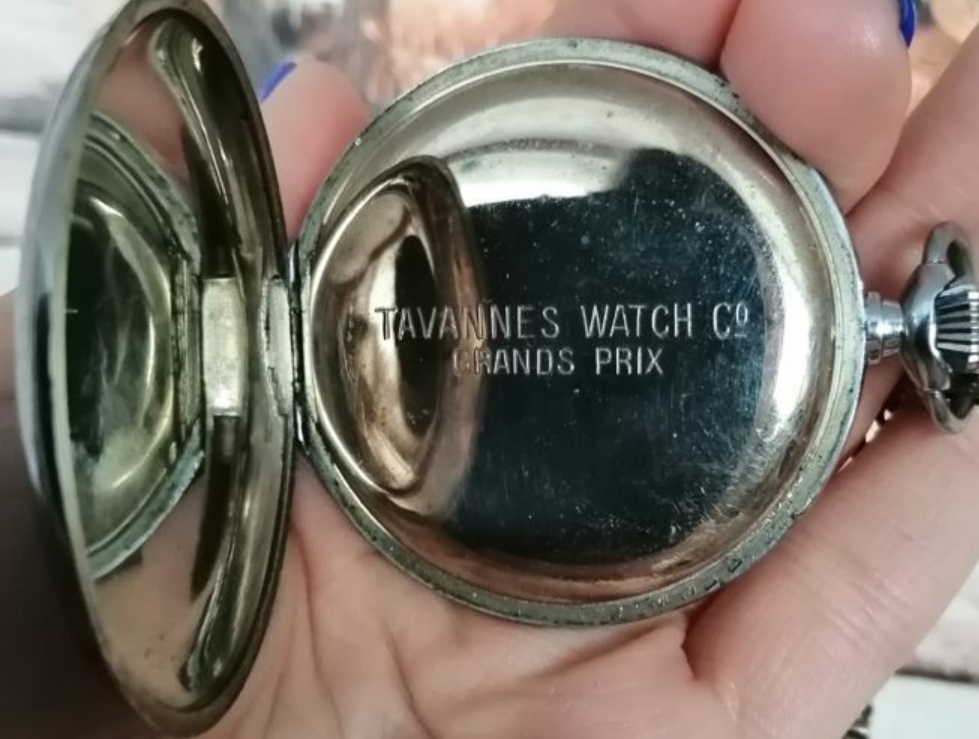 TAVANNES WATCH Cº
GRANDS PRIX